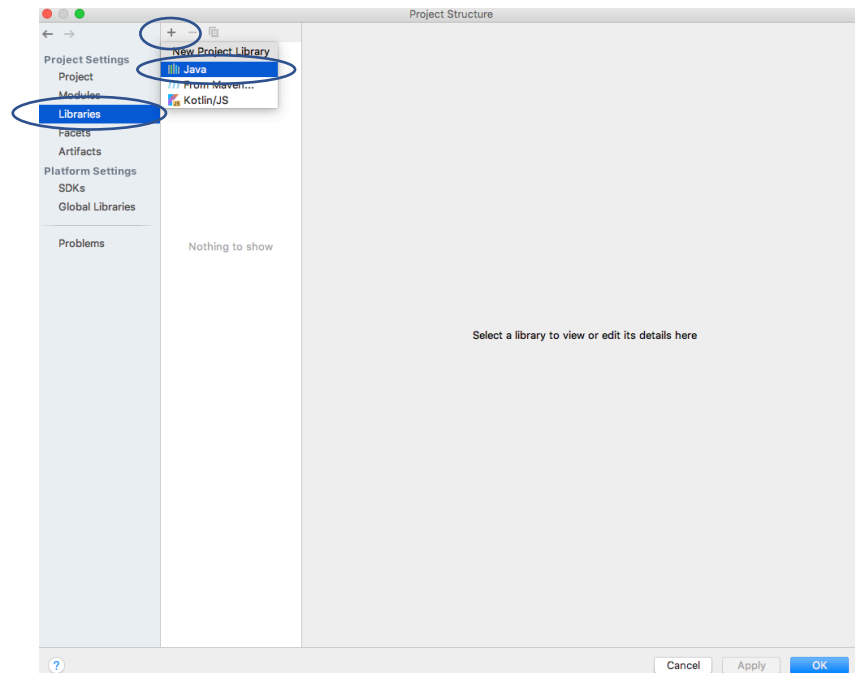 Project Structure
← →
+ −
Project Settings
Project
Modules
Libraries
Facets
Artifacts
Platform Settings
SDKs
Global Libraries
Problems
New Project Library
Java
From Maven...
Kotlin/JS
Nothing to show
Select a library to view or edit its details here
?
Cancel
Apply
OK